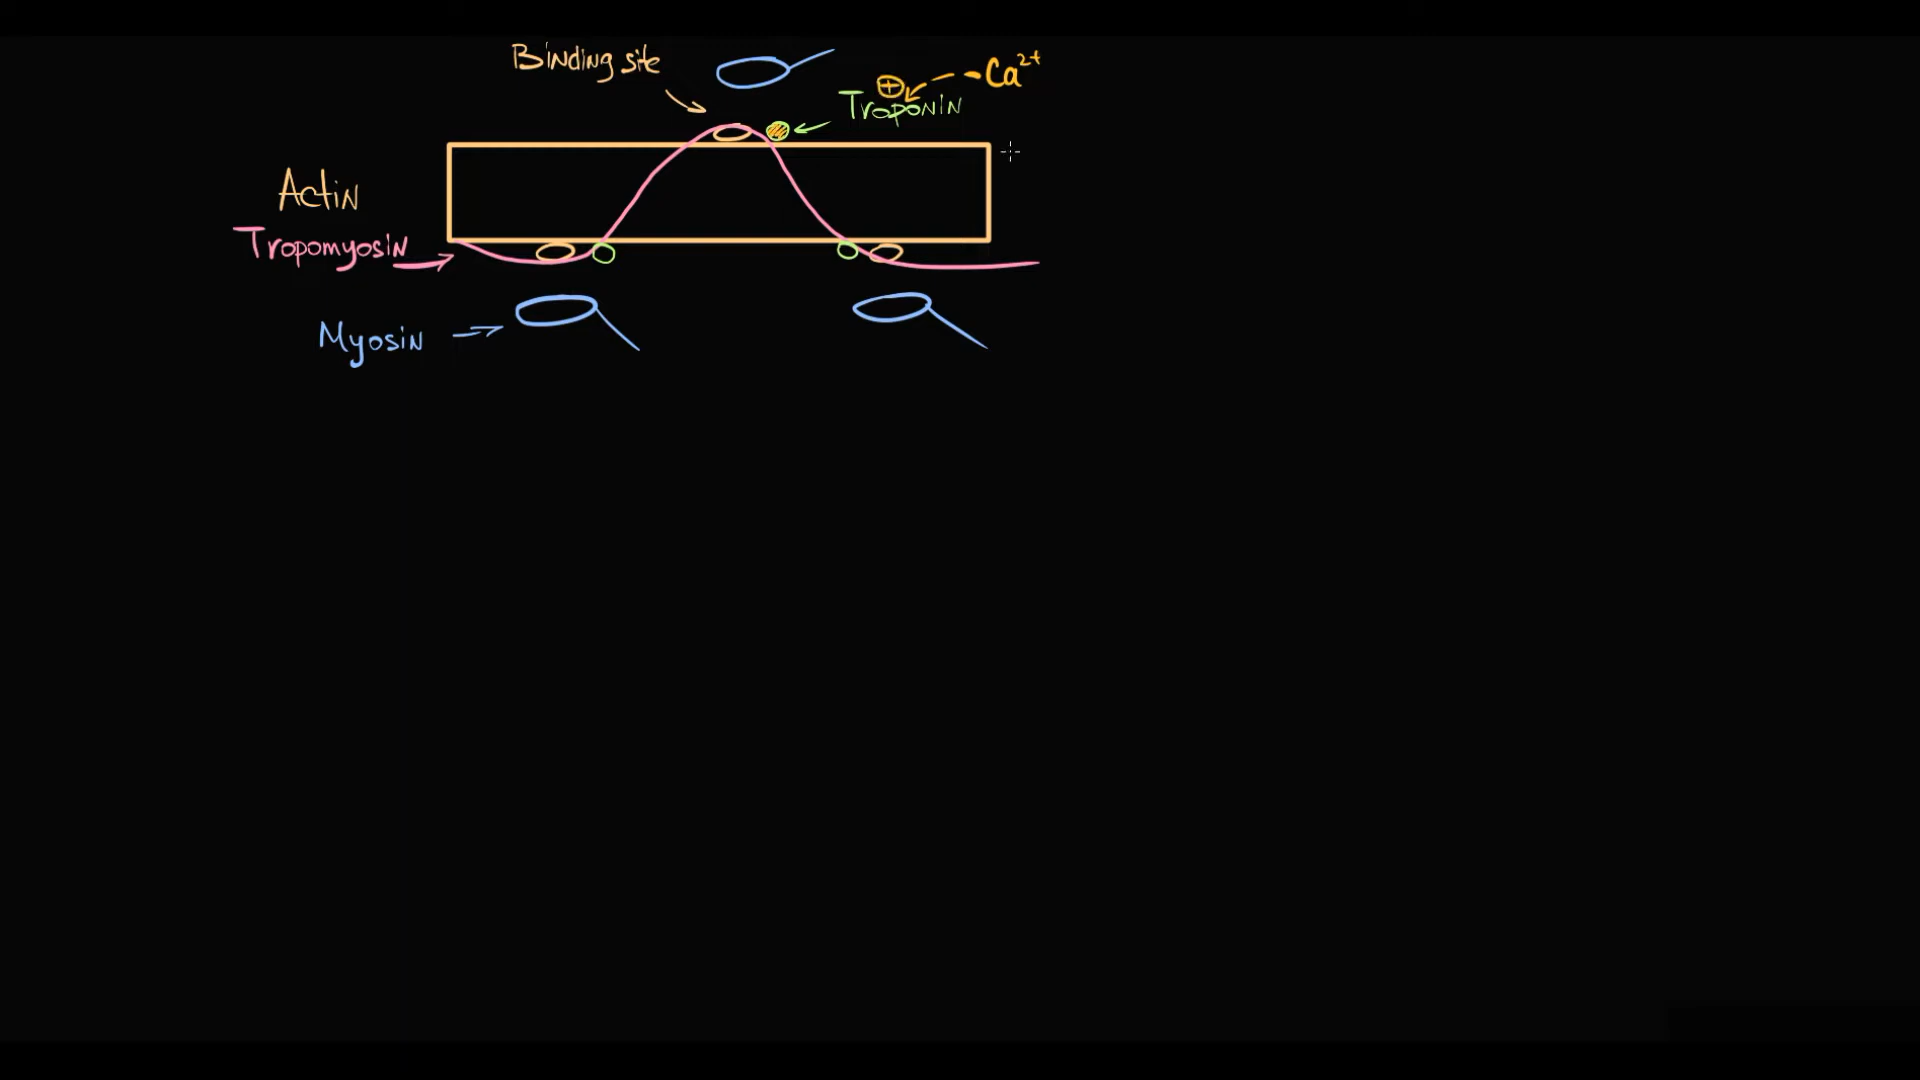 Binding site
Ca²⁺
+
Troponin
Actin
Tropomyosin
Myosin